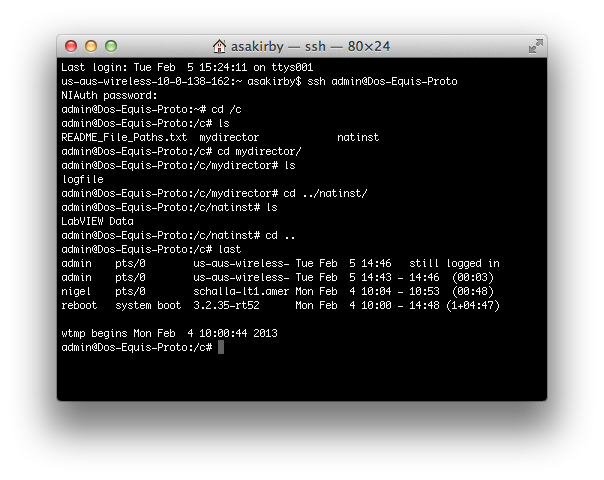 asakirby — ssh — 80×24
Last login: Tue Feb  5 15:24:11 on ttys001
us-aus-wireless-10-0-138-162:~ asakirby$ ssh admin@Dos-Equis-Proto
NIAuth password:
admin@Dos-Equis-Proto:~# cd /c
admin@Dos-Equis-Proto:/c# ls
README_File_Paths.txt  mydirector             natinst
admin@Dos-Equis-Proto:/c# cd mydirector/
admin@Dos-Equis-Proto:/c/mydirector# ls
logfile
admin@Dos-Equis-Proto:/c/mydirector# cd ../natinst/
admin@Dos-Equis-Proto:/c/natinst# ls
LabVIEW Data
admin@Dos-Equis-Proto:/c/natinst# cd ..
admin@Dos-Equis-Proto:/c# last
admin    pts/0        us-aus-wireless- Tue Feb  5 14:46   still logged in
admin    pts/0        us-aus-wireless- Tue Feb  5 14:43 - 14:46  (00:03)
nigel    pts/0        schalla-lt1.amer Mon Feb  4 10:04 - 10:53  (00:48)
reboot   system boot  3.2.35-rt52      Mon Feb  4 10:00 - 14:48 (1+04:47)
wtmp begins Mon Feb  4 10:00:44 2013
admin@Dos-Equis-Proto:/c#